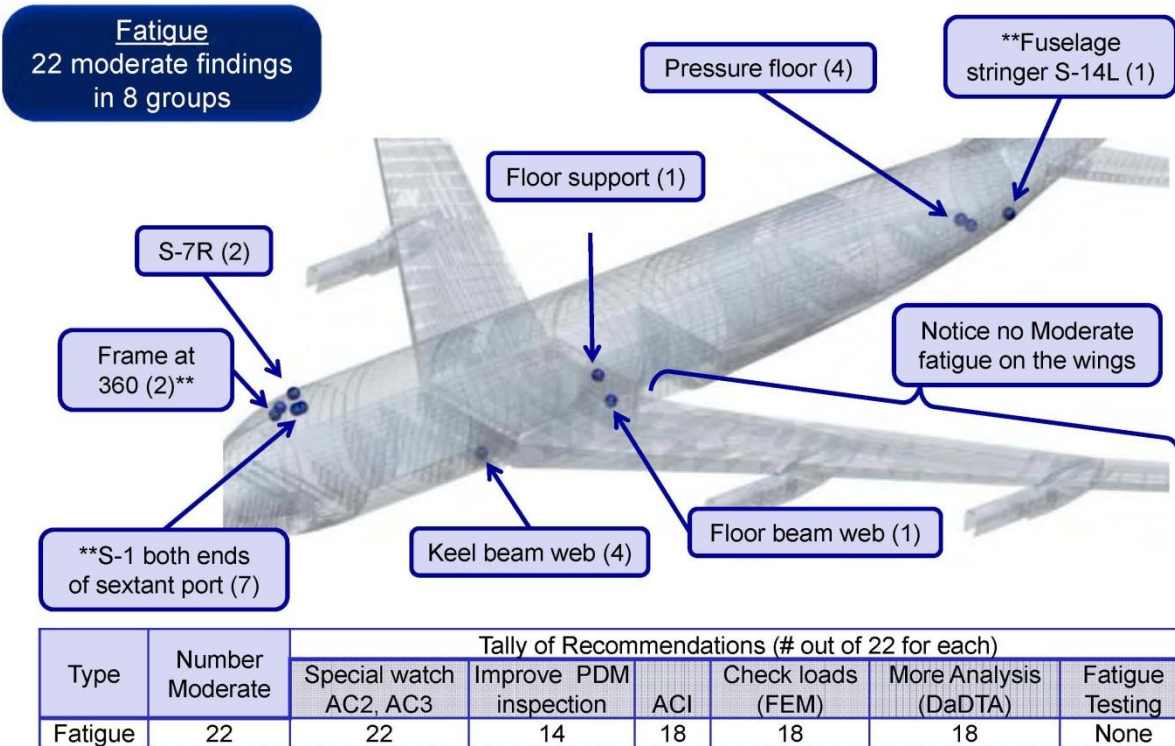 Fatigue
22 moderate findings
in 8 groups
Pressure floor (4)
**Fuselage
stringer S-14L (1)
Floor support (1)
S-7R (2)
Frame at
360 (2)**
Notice no Moderate
fatigue on the wings
**S-1 both ends
of sextant port (7)
Keel beam web (4)
Floor beam web (1)
Type
Number
Moderate
Tally of Recommendations (# out of 22 for each)
Special watch
AC2, AC3
Improve PDM
inspection
ACI
Check loads
(FEM)
More Analysis
(DaDTA)
Fatigue
Testing
Fatigue 22 22 14 18 18 18 None